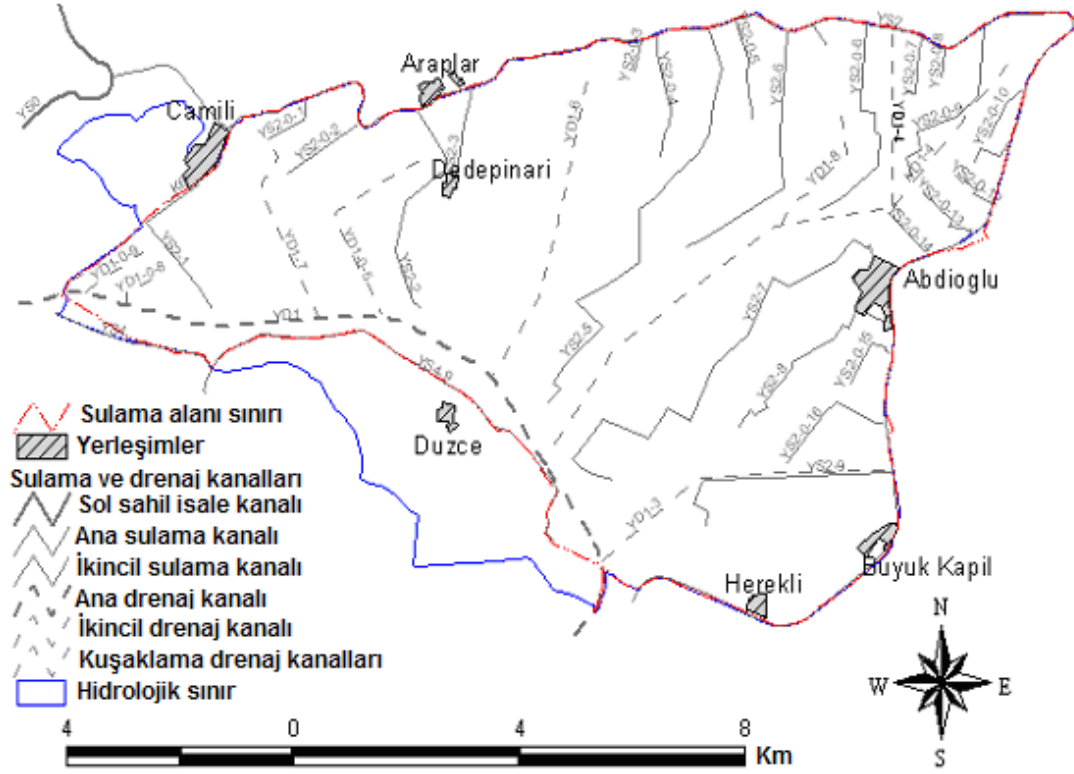 YS0
Camili
Araplar
Dedepinari
YS2-0-1
YS2-0-2
YS2-3
YS2-0-3
YS2-0-4
YS2-0-5
YS2-6
YS2-0-6
YS2
YS2-0-7
YS2-0-8
YS2-0-9
YS2-0-10
YD1-6
YD1-8
YD1-4
YS2-0-13
YS2-0-14
YD1-0-9
YD1-0-8
YS2-1
YD1-7
YD1-0-5
YS2-2
YD1
YS4
YS4-9
YS2-5
YS2-7
YS2-8
YS2-0-15
YS2-0-16
YS2-9
YD1-3
Abdioglu
Duzce
Herekli
Buyuk Kapil
Sulama alanı sınırı
Yerleşimler
Sulama ve drenaj kanalları
Sol sahil isale kanalı
Ana sulama kanalı
İkincil sulama kanalı
Ana drenaj kanalı
İkincil drenaj kanalı
Kuşaklama drenaj kanalları
Hidrolojik sınır
N
W E
S
4 0 4 8
Km